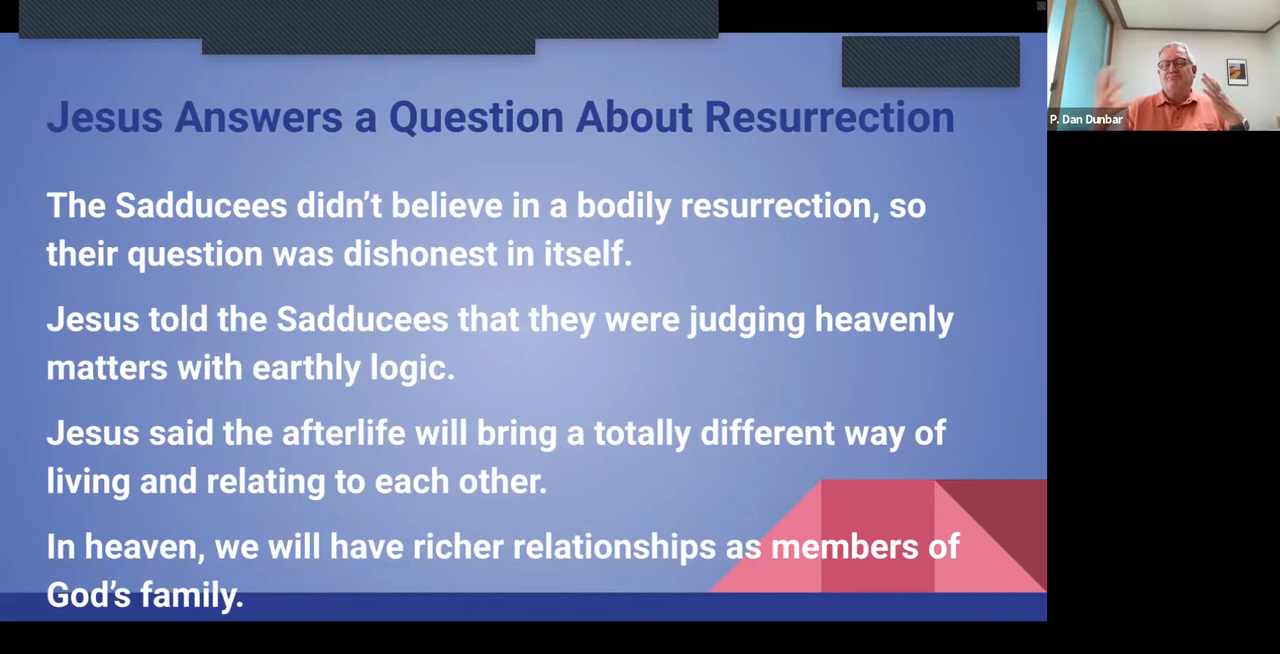 Jesus Answers a Question About Resurrection
The Sadducees didn’t believe in a bodily resurrection, so
their question was dishonest in itself.
Jesus told the Sadducees that they were judging heavenly
matters with earthly logic.
Jesus said the afterlife will bring a totally different way of
living and relating to each other.
In heaven, we will have richer relationships as members of
God’s family.
P. Dan Dunbar